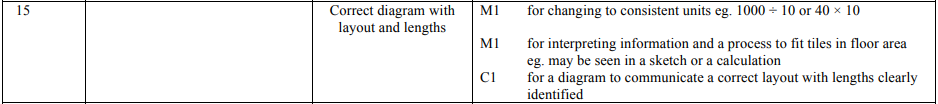 15 Correct diagram with M1 for changing to consistent units eg. 1000 ÷ 10 or 40 × 10
layout and lengths
M1 for interpreting information and a process to fit tiles in floor area
eg. may be seen in a sketch or a calculation
C1 for a diagram to communicate a correct layout with lengths clearly
identified